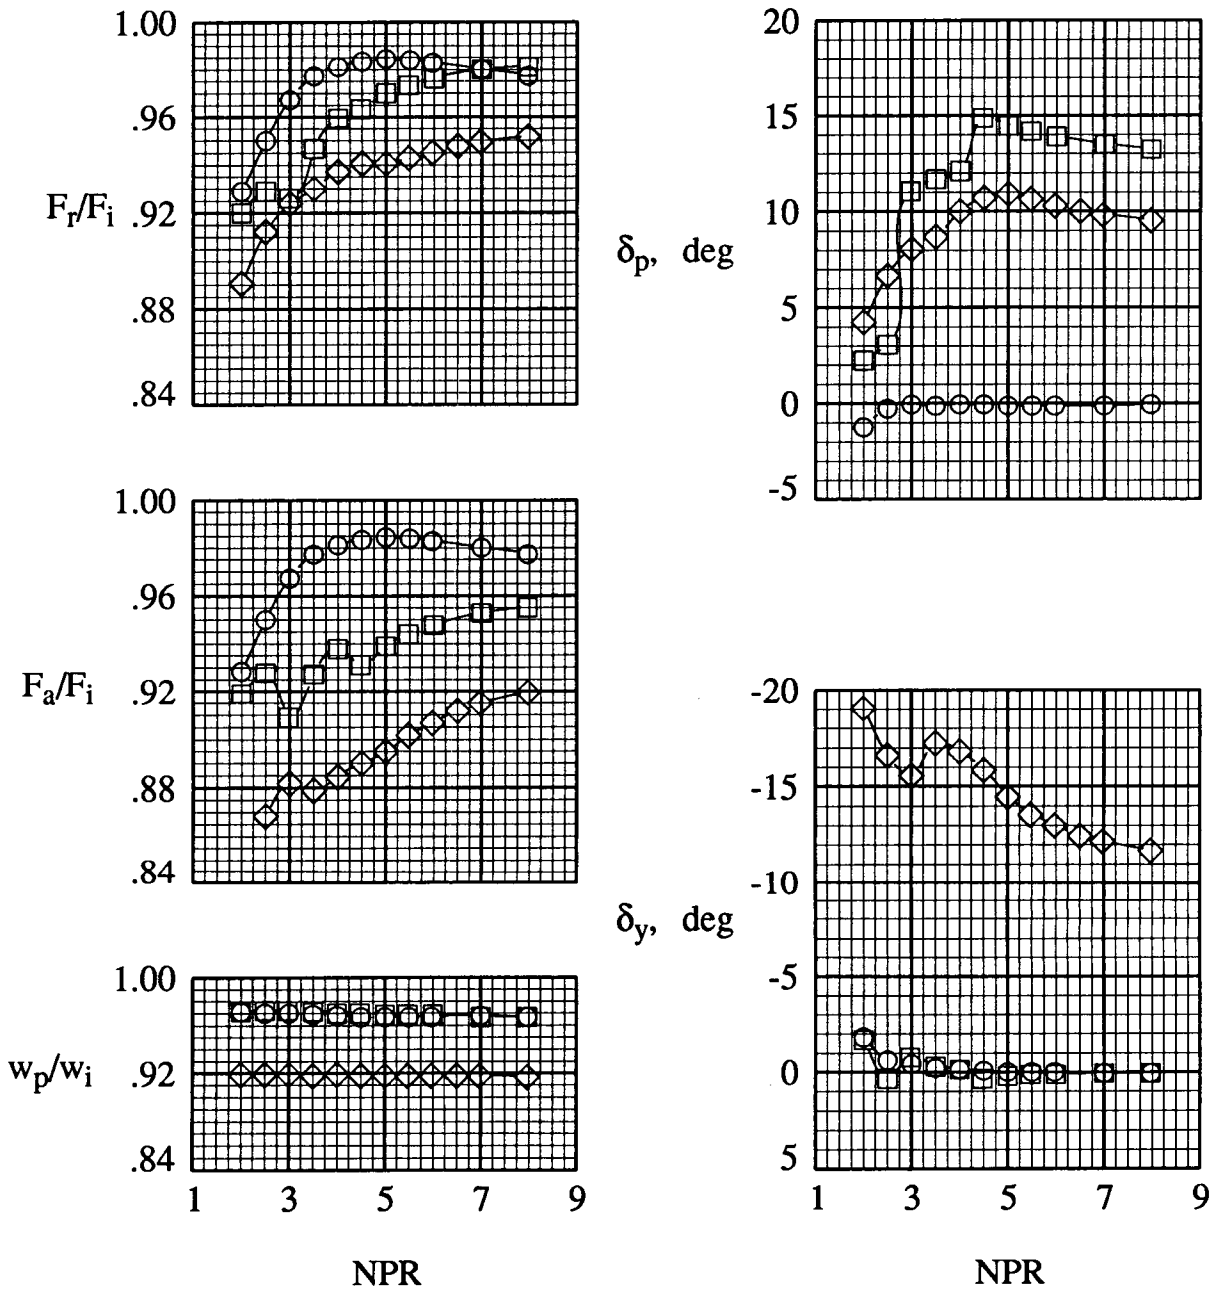 1.00
.96
F_r/F_i
.92
.88
.84
1.00
.96
F_a/F_i
.92
.88
.84
1.00
w_p/w_i
.92
.84
1 3 5 7 9
NPR
20
15
10
δ_p, deg
5
0
-5
-20
-15
-10
δ_y, deg
-5
0
5
1 3 5 7 9
NPR